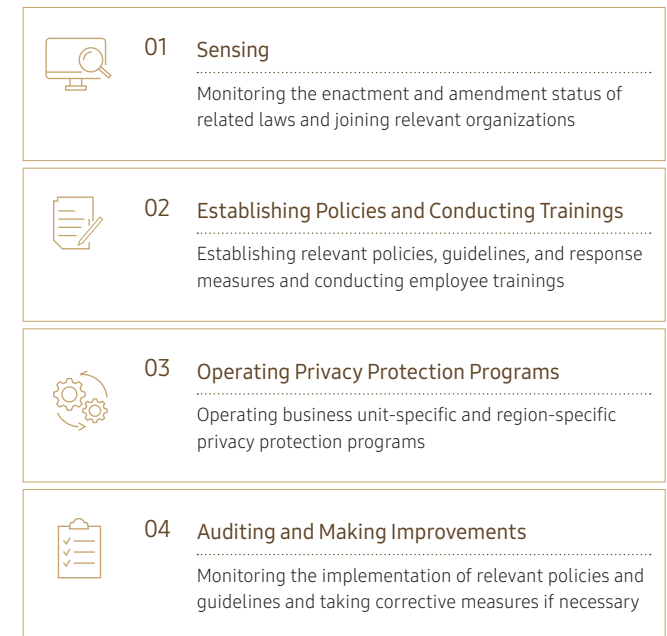 01 Sensing
Monitoring the enactment and amendment status of
related laws and joining relevant organizations
02 Establishing Policies and Conducting Trainings
Establishing relevant policies, guidelines, and response
measures and conducting employee trainings
03 Operating Privacy Protection Programs
Operating business unit-specific and region-specific
privacy protection programs
04 Auditing and Making Improvements
Monitoring the implementation of relevant policies and
guidelines and taking corrective measures if necessary